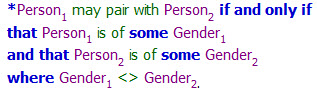 *Person₁ may pair with Person₂ if and only if
that Person₁ is of some Gender₁
and that Person₂ is of some Gender₂
where Gender₁ <> Gender₂.